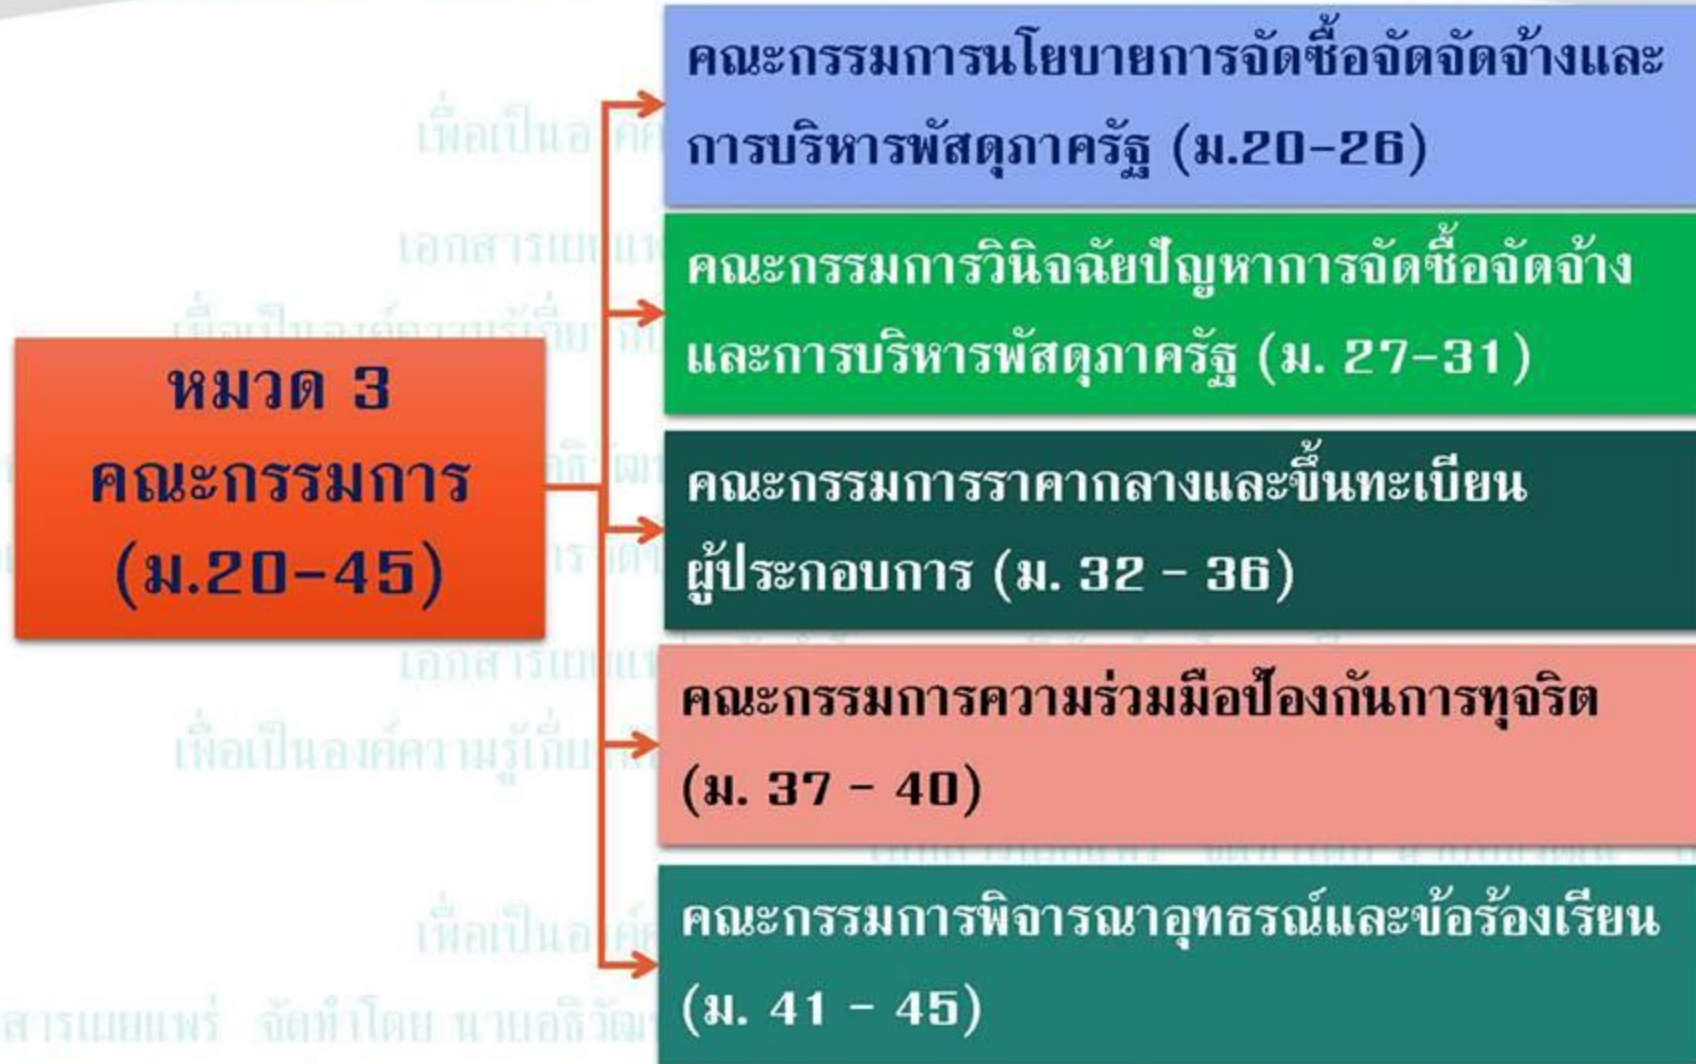 คณะกรรมการนโยบายการจัดซื้อจัดจัดจ้างและ
การบริหารพัสดุภาครัฐ (ม.20-26)
คณะกรรมการวินิจฉัยปัญหาการจัดซื้อจัดจ้าง
และการบริหารพัสดุภาครัฐ (ม. 27-31)
หมวด 3
คณะกรรมการ
(ม.20-45)
คณะกรรมการราคากลางและขึ้นทะเบียน
ผู้ประกอบการ (ม. 32 - 36)
คณะกรรมการความร่วมมือป้องกันการทุจริต
(ม. 37 - 40)
คณะกรรมการพิจารณาอุทธรณ์และข้อร้องเรียน
(ม. 41 - 45)